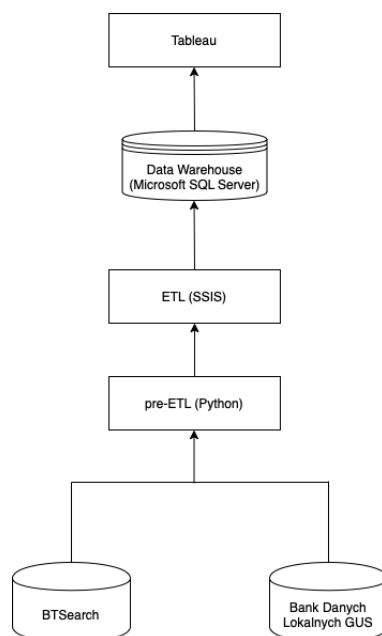 Tableau
Data Warehouse
(Microsoft SQL Server)
ETL (SSIS)
pre-ETL (Python)
BTSearch
Bank Danych
Lokalnych GUS